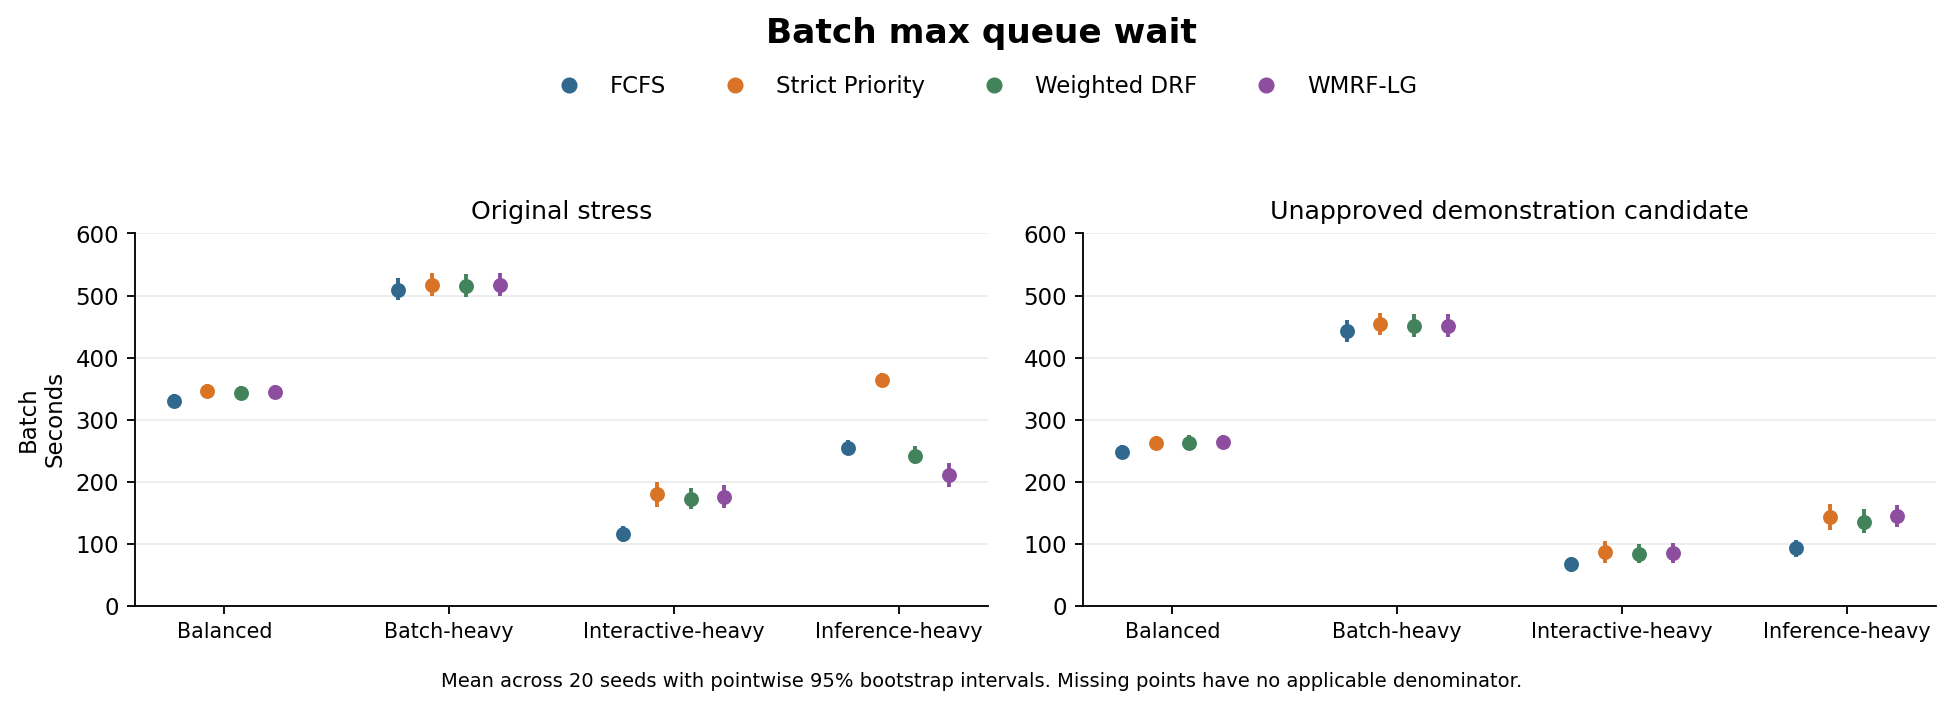 Batch max queue wait
FCFS Strict Priority Weighted DRF WMRF-LG
Original stress
Unapproved demonstration candidate
Batch
Seconds
600
500
400
300
200
100
0
Balanced Batch-heavy Interactive-heavy Inference-heavy
600
500
400
300
200
100
0
Balanced Batch-heavy Interactive-heavy Inference-heavy
Mean across 20 seeds with pointwise 95% bootstrap intervals. Missing points have no applicable denominator.